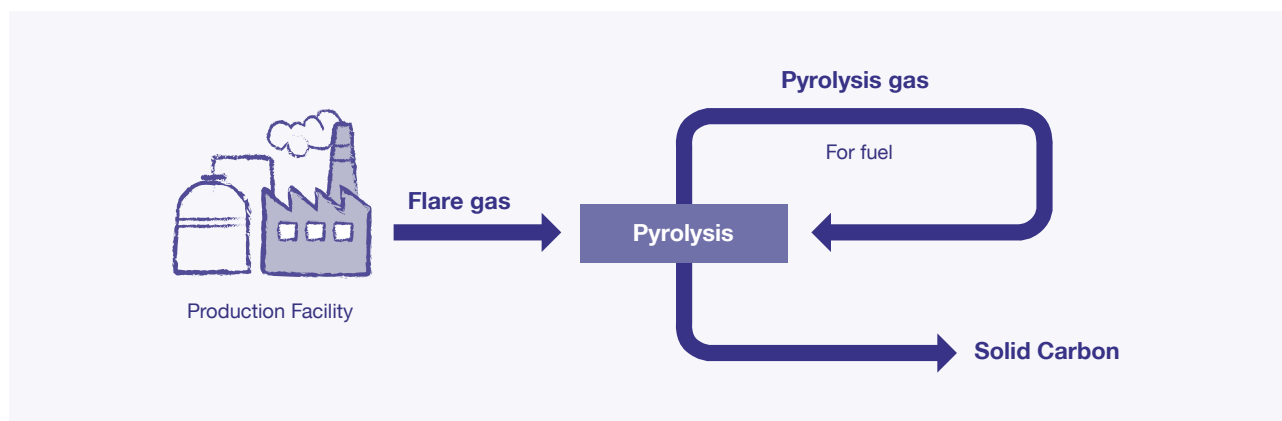 Pyrolysis gas
For fuel
Flare gas
Pyrolysis
Production Facility
Solid Carbon